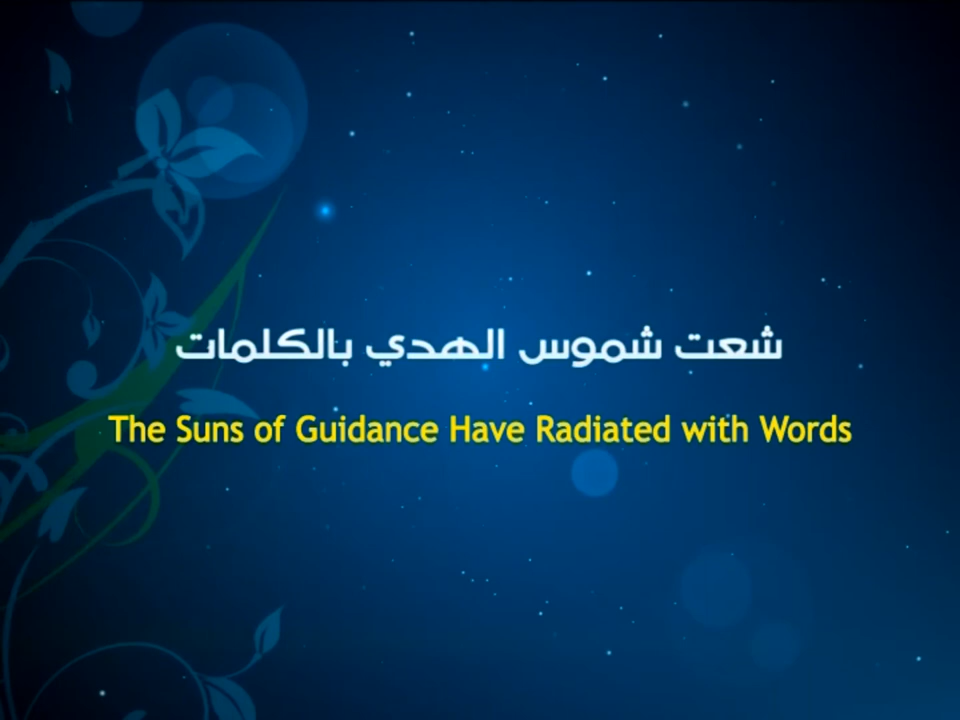 شعت شموس الهدي بالكلمات
The Suns of Guidance Have Radiated with Words